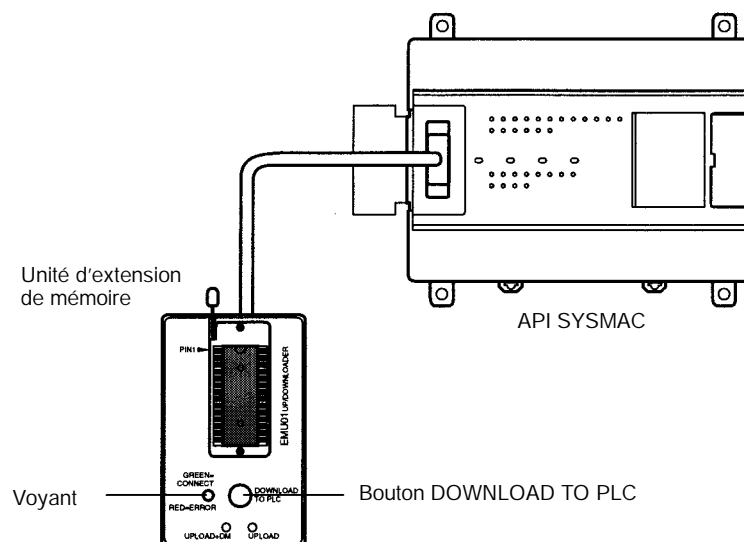 API SYSMAC
Unité d'extension
de mémoire
PIN1
EMU01 UP/DOWNLOADER
GREEN=
CONNECT
RED=ERROR
DOWNLOAD
TO PLC
UPLOAD+DM
UPLOAD
Voyant
Bouton DOWNLOAD TO PLC